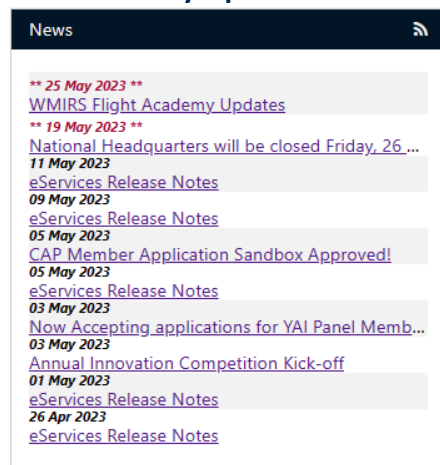 News
** 25 May 2023 **
WMIRS Flight Academy Updates
** 19 May 2023 **
National Headquarters will be closed Friday, 26 ...
11 May 2023
eServices Release Notes
09 May 2023
eServices Release Notes
05 May 2023
CAP Member Application Sandbox Approved!
05 May 2023
eServices Release Notes
03 May 2023
Now Accepting applications for YAI Panel Memb...
03 May 2023
Annual Innovation Competition Kick-off
01 May 2023
eServices Release Notes
26 Apr 2023
eServices Release Notes